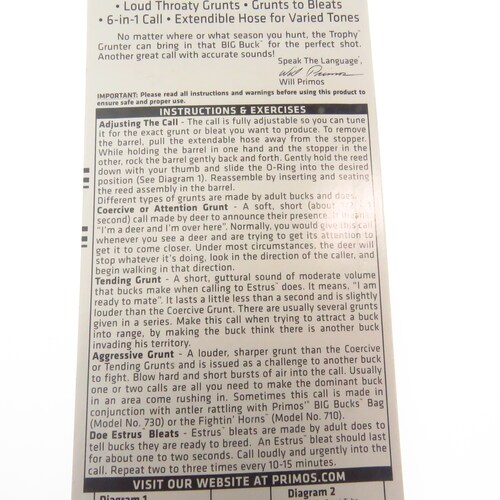 • Loud Throaty Grunts • Grunts to Bleats
• 6-in-1 Call • Extendible Hose for Varied Tones
No matter where or what season you hunt, the Trophy™
Grunter can bring in that BIG Buck™ for the perfect shot.
Another great call with accurate sounds!
Speak The Language®,
Will Primos
Will Primos
IMPORTANT: Please read all instructions and warnings before using this product to
ensure safe and proper use.
INSTRUCTIONS & EXERCISES
Adjusting The Call - The call is fully adjustable so you can tune
it for the exact grunt or bleat you want to produce. To remove
the barrel, pull the extendable hose away from the stopper.
While holding the barrel in one hand and the stopper in the
other, rock the barrel gently back and forth. Gently hold the reed
down with your thumb and slide the O-Ring into the desired
position (See Diagram 1). Reassemble by inserting and seating
the reed assembly in the barrel.
Different types of grunts are made by adult bucks and does.
Coercive or Attention Grunt - A soft, short (about
second) call made by deer to announce their presence. It means
"I'm a deer and I'm over here". Normally, you would give this call
whenever you see a deer and are trying to get its attention to
get it to come closer. Under most circumstances, the deer will
stop whatever it's doing, look in the direction of the caller, and
begin walking in that direction.
Tending Grunt - A short, guttural sound of moderate volume
that bucks make when calling to Estrus™ does. It means, "I am
ready to mate". It lasts a little less than a second and is slightly
louder than the Coercive Grunt. There are usually several grunts
given in a series. Make this call when trying to attract a buck
into range, by making the buck think there is another buck
invading his territory.
Aggressive Grunt - A louder, sharper grunt than the Coercive
or Tending Grunts and is issued as a challenge to another buck
to fight. Blow hard and short bursts of air into the call. Usually
one or two calls are all you need to make the dominant buck
in an area come rushing in. Sometimes this call is made in
conjunction with antler rattling with Primos® BIG Bucks™ Bag
(Model No. 730) or the Fightin' Horns™ (Model No. 710).
Doe Estrus™ Bleats - Estrus™ bleats are made by adult does to
tell bucks they are ready to breed. An Estrus™ bleat should last
for about one to two seconds. Call loudly and urgently into the
call. Repeat two to three times every 10-15 minutes.
VISIT OUR WEBSITE AT PRIMOS.COM
Diagram 1
Diagram 2